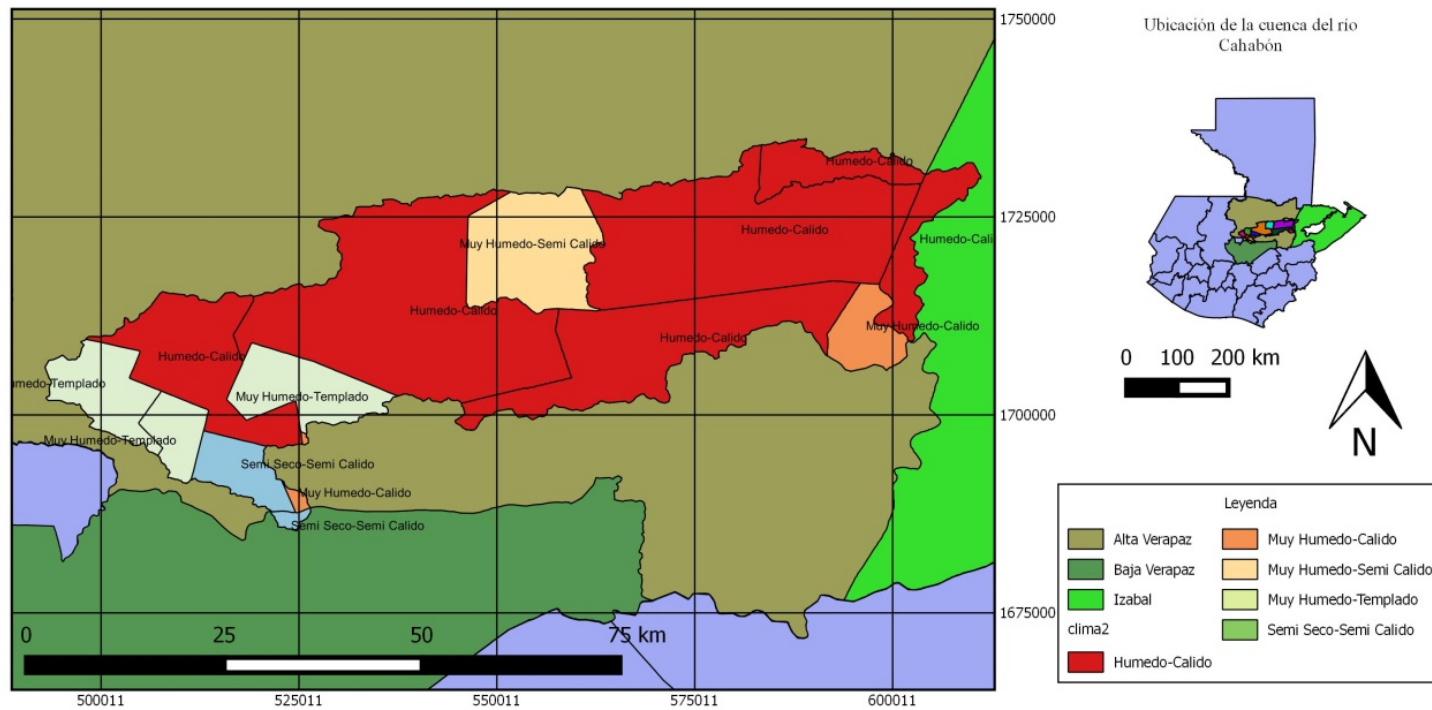 1750000
1725000
1700000
1675000
Humedo-Calido
Muy Humedo-Semi Calido
Humedo-Calido
Humedo-Cali
Humedo-Calido
Humedo-Calido
Muy Humedo-Calido
Humedo-Calido
umedo-Templado
Muy Humedo-Templado
Muy Humedo-Templado
Semi Seco-Semi Calido
Muy Humedo-Calido
Semi Seco-Semi Calido
0 25 50 75 km
500011 525011 550011 575011 600011
Ubicación de la cuenca del río
Cahabón
0 100 200 km
N
Leyenda
Alta Verapaz
Baja Verapaz
Izabal
clima2
Humedo-Calido
Muy Humedo-Calido
Muy Humedo-Semi Calido
Muy Humedo-Templado
Semi Seco-Semi Calido